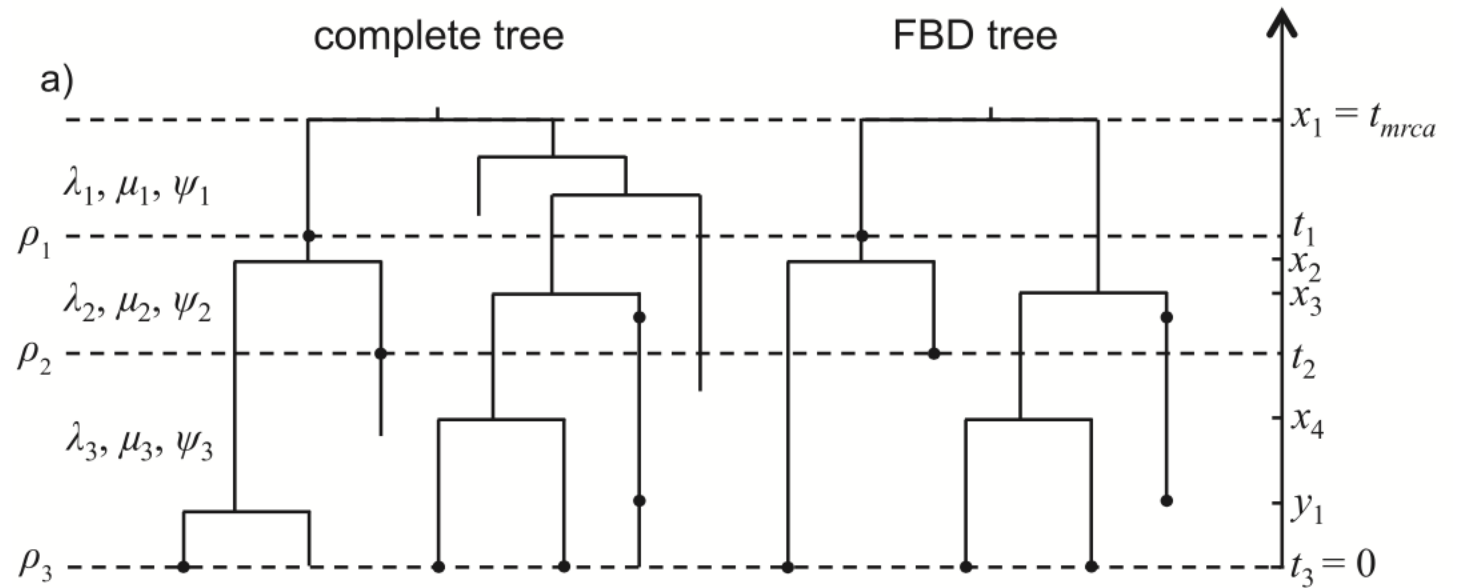 complete tree
FBD tree
a)
x₁ = tₘᵣ𝒸ₐ
λ₁, μ₁, ψ₁
ρ₁
t₁
x₂
λ₂, μ₂, ψ₂
x₃
ρ₂
t₂
x₄
λ₃, μ₃, ψ₃
y₁
ρ₃
t₃ = 0